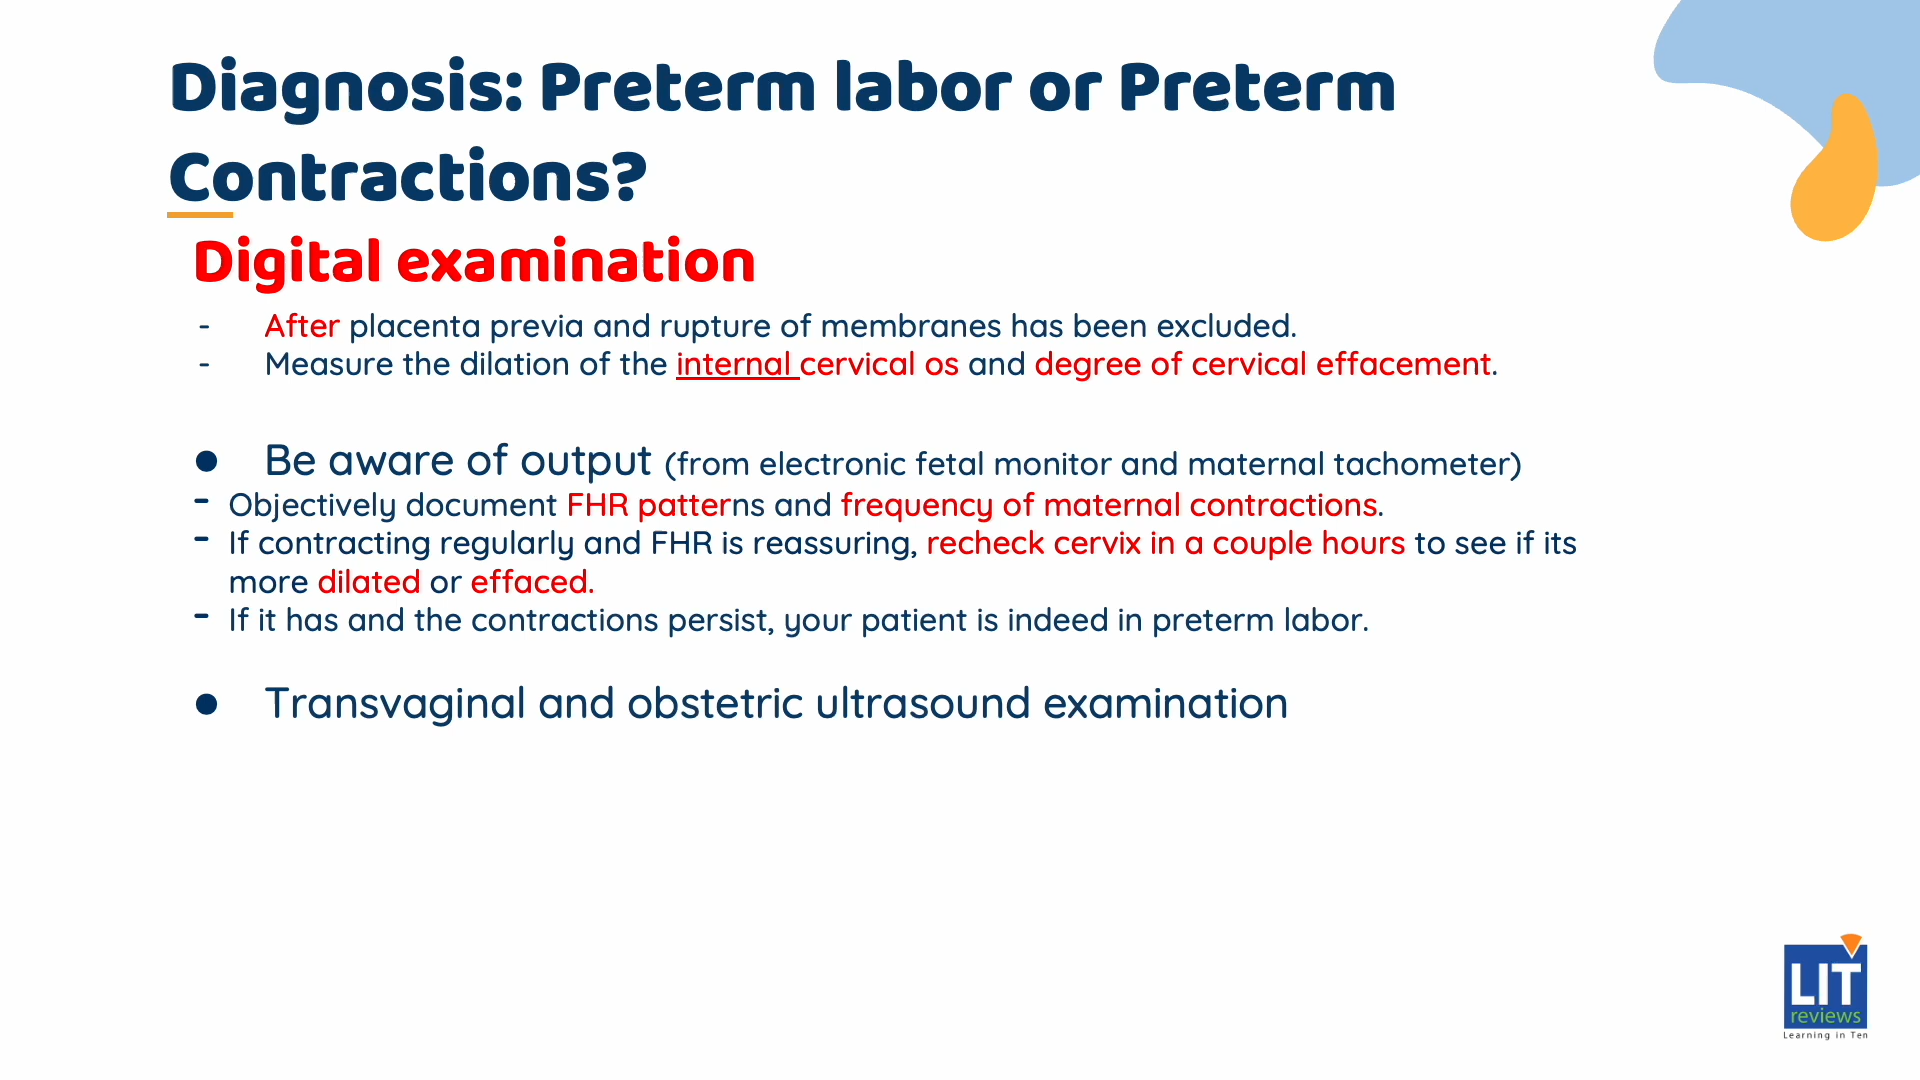 Diagnosis: Preterm labor or Preterm
Contractions?
Digital examination
- After placenta previa and rupture of membranes has been excluded.
- Measure the dilation of the internal cervical os and degree of cervical effacement.
● Be aware of output (from electronic fetal monitor and maternal tachometer)
- Objectively document FHR patterns and frequency of maternal contractions.
- If contracting regularly and FHR is reassuring, recheck cervix in a couple hours to see if its
more dilated or effaced.
- If it has and the contractions persist, your patient is indeed in preterm labor.
● Transvaginal and obstetric ultrasound examination
LIT
reviews
Learning in Ten